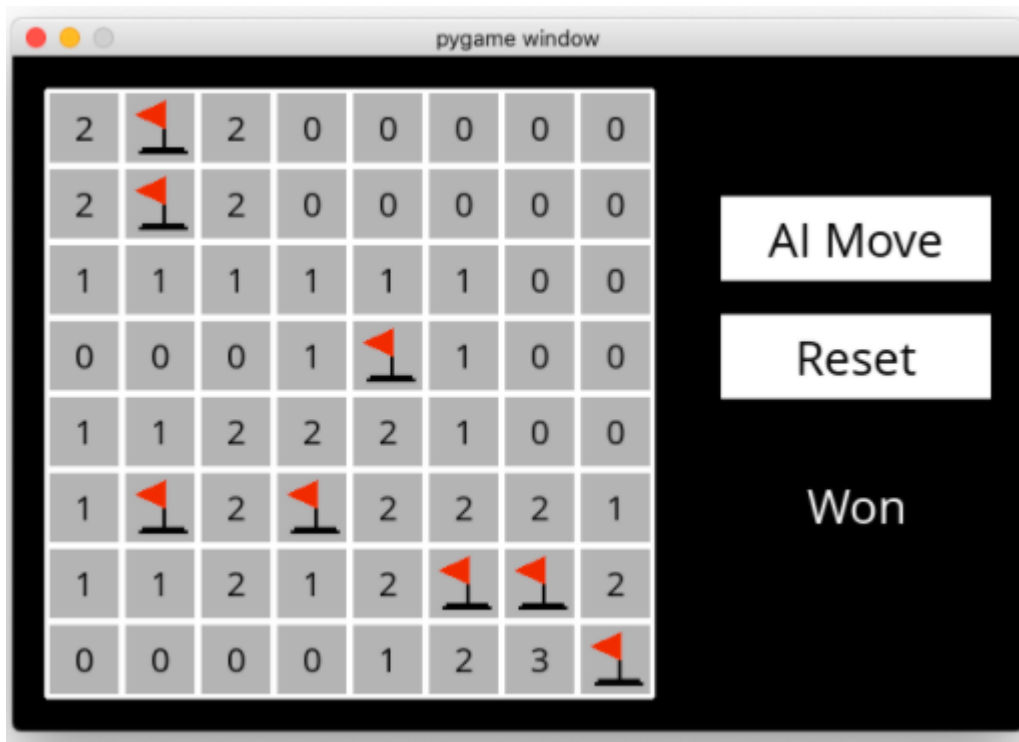 pygame window
2 2 0 0 0 0 0
2 2 0 0 0 0 0
1 1 1 1 1 1 0 0
0 0 0 1 1 0 0
1 1 2 2 2 1 0 0
1 2 2 2 2 1
1 1 2 1 2 2
0 0 0 0 1 2 3
AI Move
Reset
Won